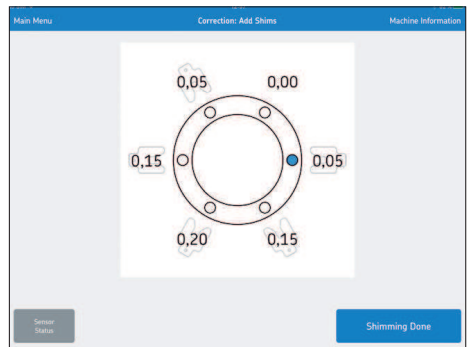 Main Menu
Correction: Add Shims
Machine Information
0,05
0,00
0,15
0,05
0,20
0,15
Sensor
Status
Shimming Done